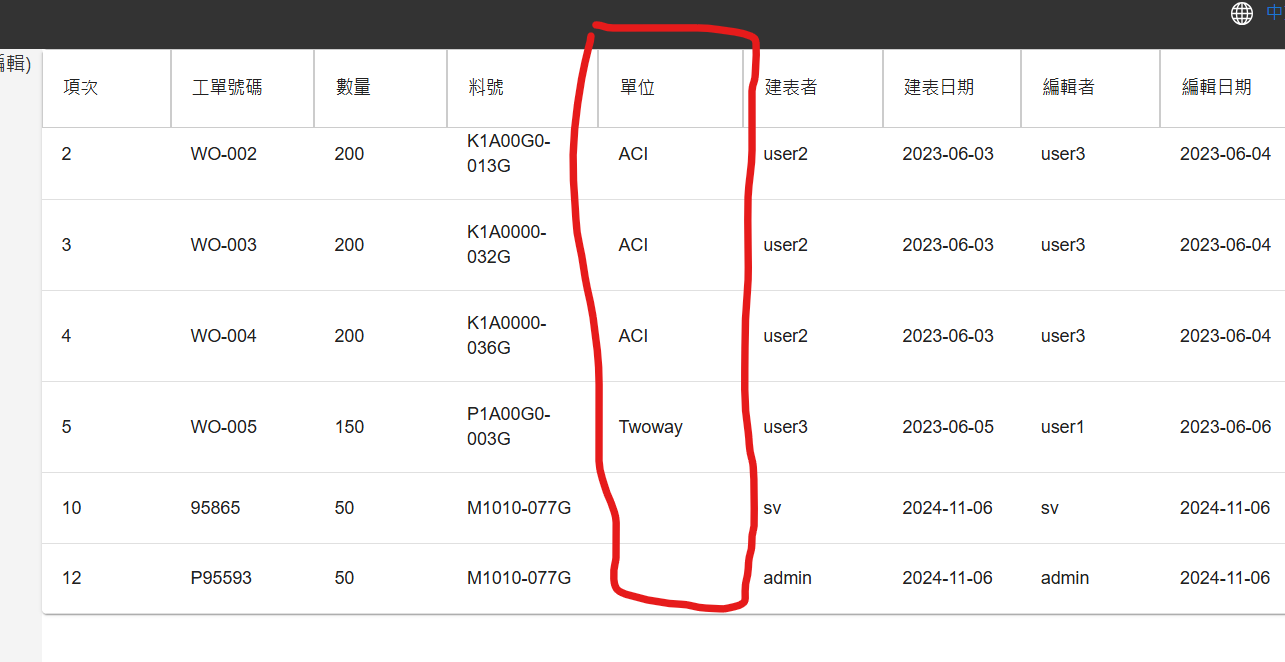 中
輯)
項次 工單號碼 數量 料號 單位 建表者 建表日期 編輯者 編輯日期
2 WO-002 200 K1A00G0-013G ACI user2 2023-06-03 user3 2023-06-04
3 WO-003 200 K1A0000-032G ACI user2 2023-06-03 user3 2023-06-04
4 WO-004 200 K1A0000-036G ACI user2 2023-06-03 user3 2023-06-04
5 WO-005 150 P1A00G0-003G Twoway user3 2023-06-05 user1 2023-06-06
10 95865 50 M1010-077G sv 2024-11-06 sv 2024-11-06
12 P95593 50 M1010-077G admin 2024-11-06 admin 2024-11-06